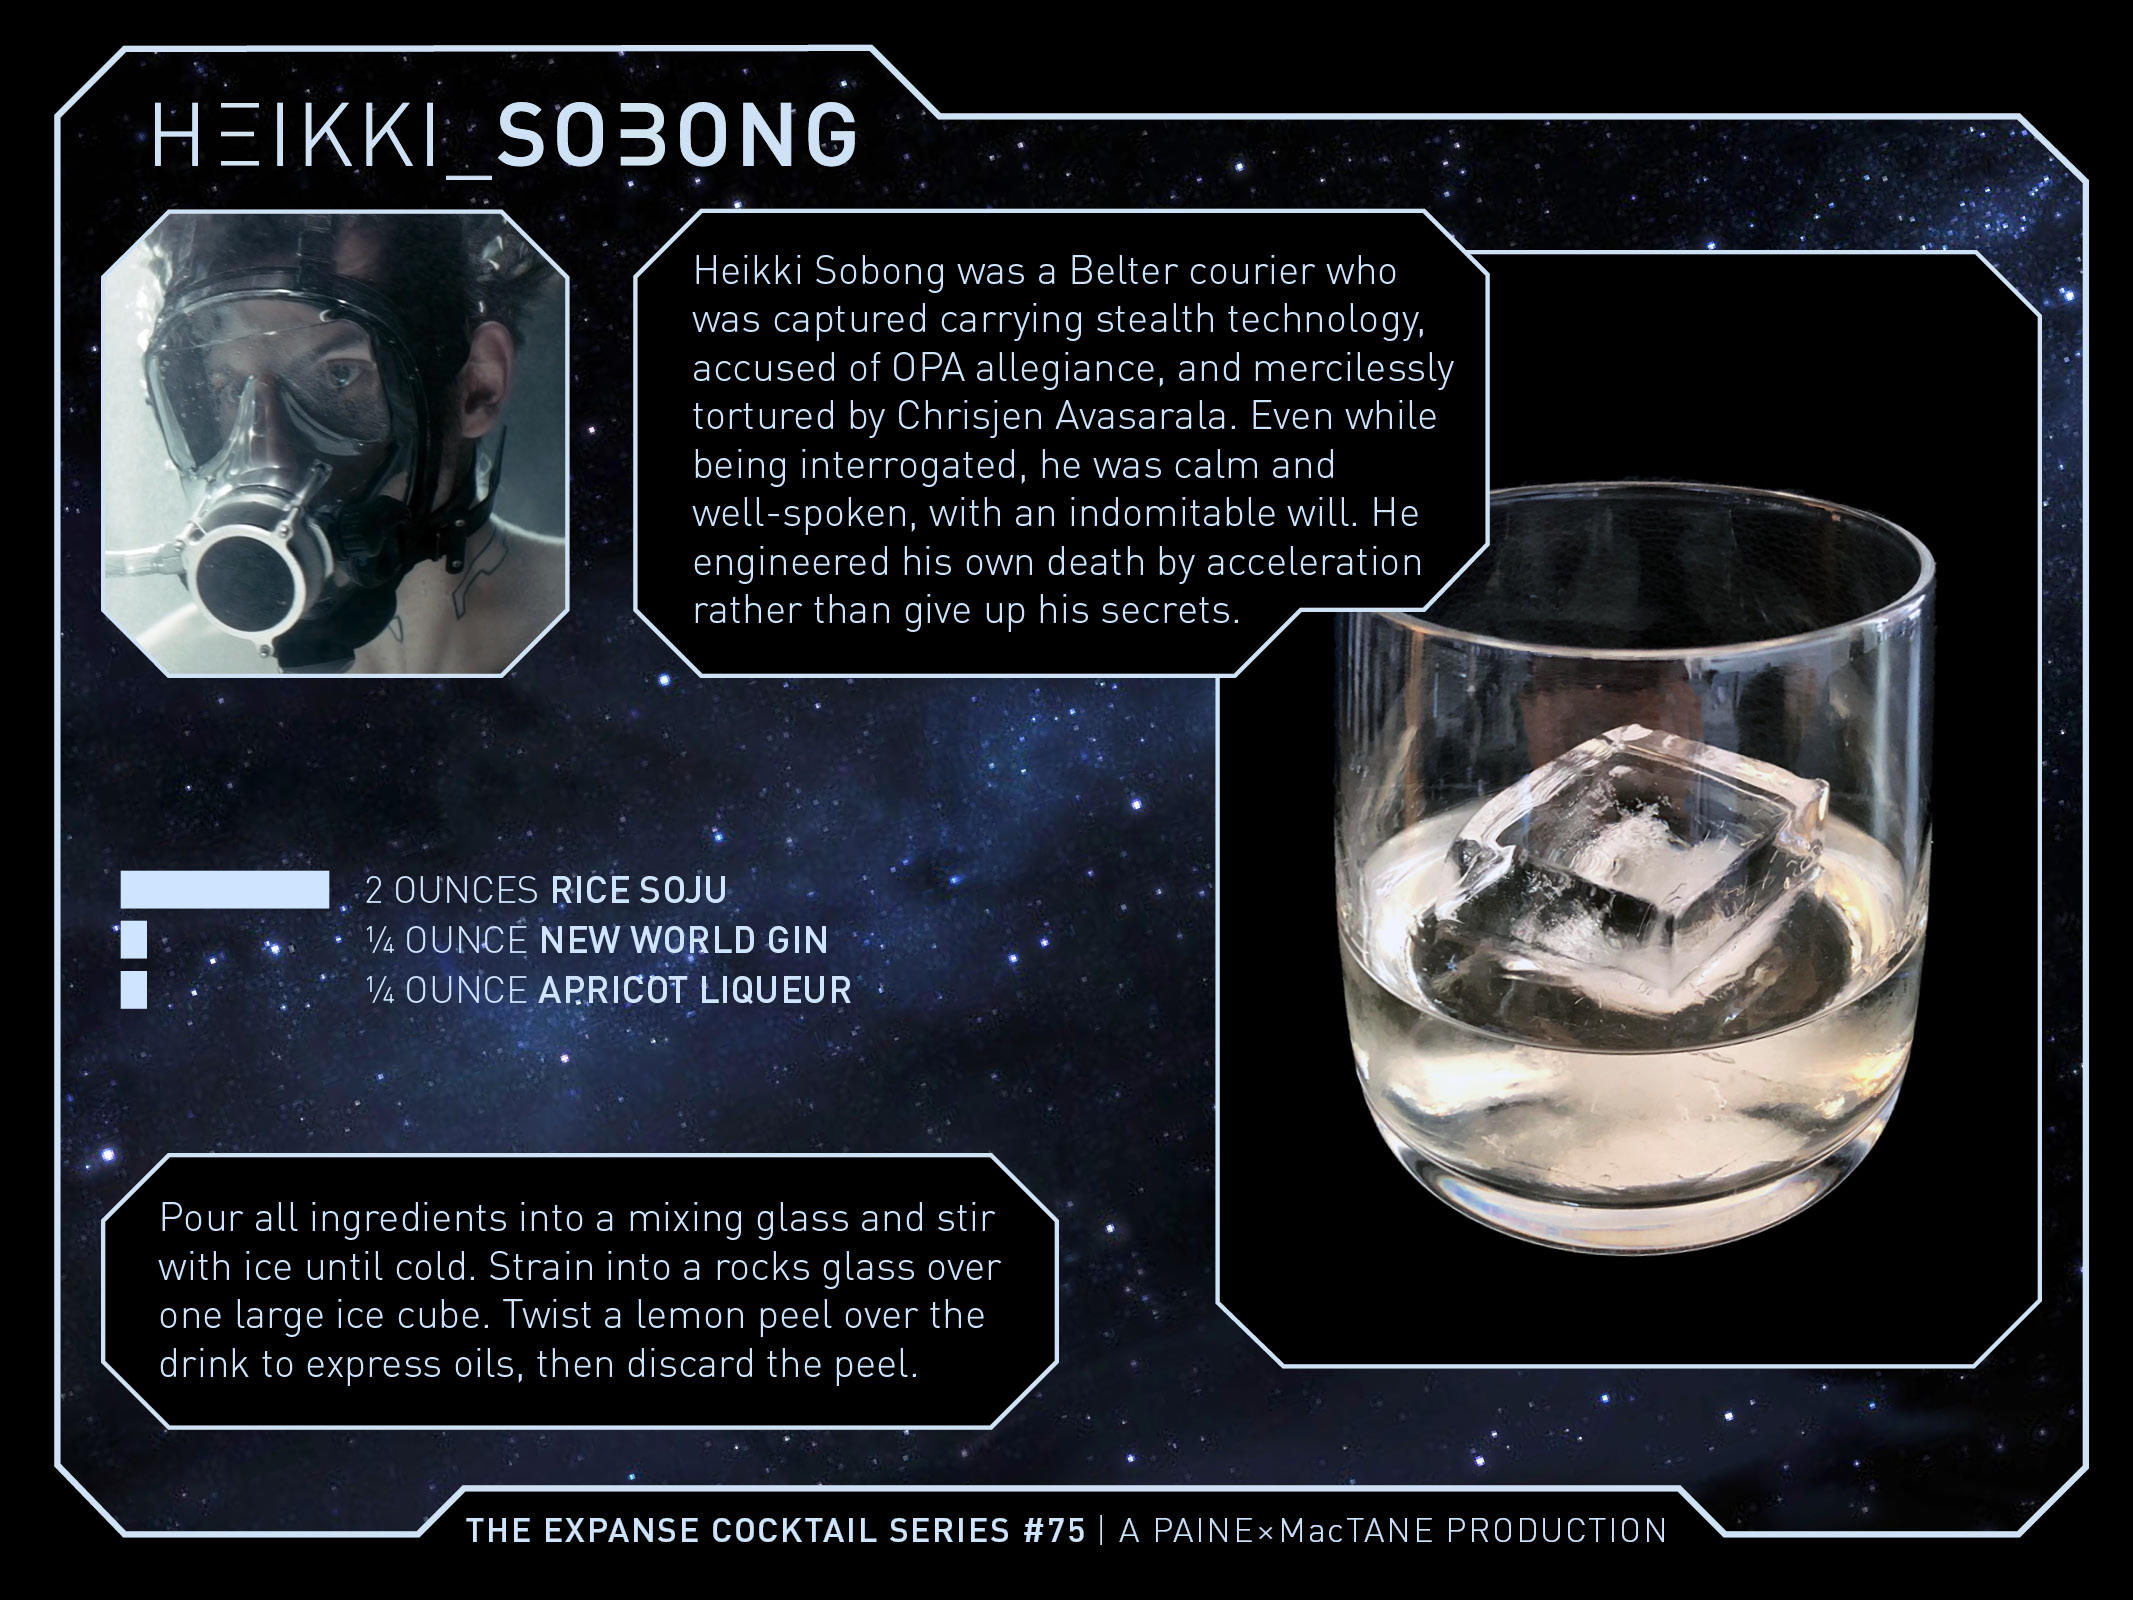 HEIKKI_SOBONG
Heikki Sobong was a Belter courier who
was captured carrying stealth technology,
accused of OPA allegiance, and mercilessly
tortured by Chrisjen Avasarala. Even while
being interrogated, he was calm and
well-spoken, with an indomitable will. He
engineered his own death by acceleration
rather than give up his secrets.
2 OUNCES RICE SOJU
¼ OUNCE NEW WORLD GIN
¼ OUNCE APRICOT LIQUEUR
Pour all ingredients into a mixing glass and stir
with ice until cold. Strain into a rocks glass over
one large ice cube. Twist a lemon peel over the
drink to express oils, then discard the peel.
THE EXPANSE COCKTAIL SERIES #75 | A PAINE×MacTANE PRODUCTION